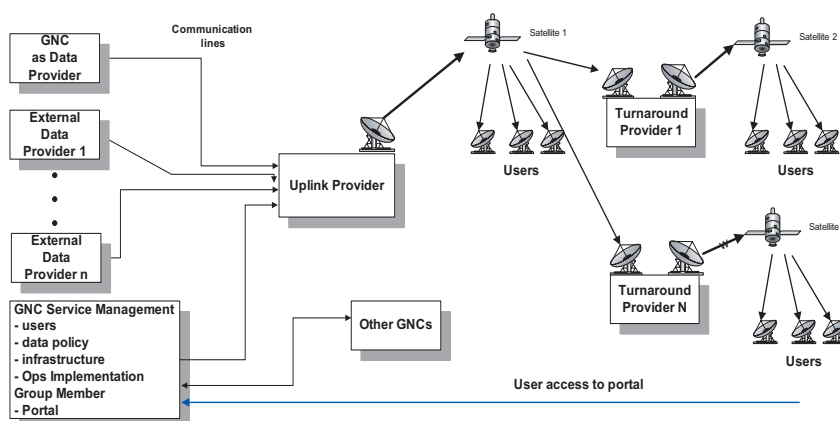 GNC
as Data
Provider
Communication
lines
External
Data
Provider 1
External
Data
Provider n
Uplink Provider
Satellite 1
Users
Turnaround
Provider 1
Satellite 2
Users
Turnaround
Provider N
Satellite
Users
GNC Service Management
- users
- data policy
- infrastructure
- Ops Implementation
Group Member
- Portal
Other GNCs
User access to portal